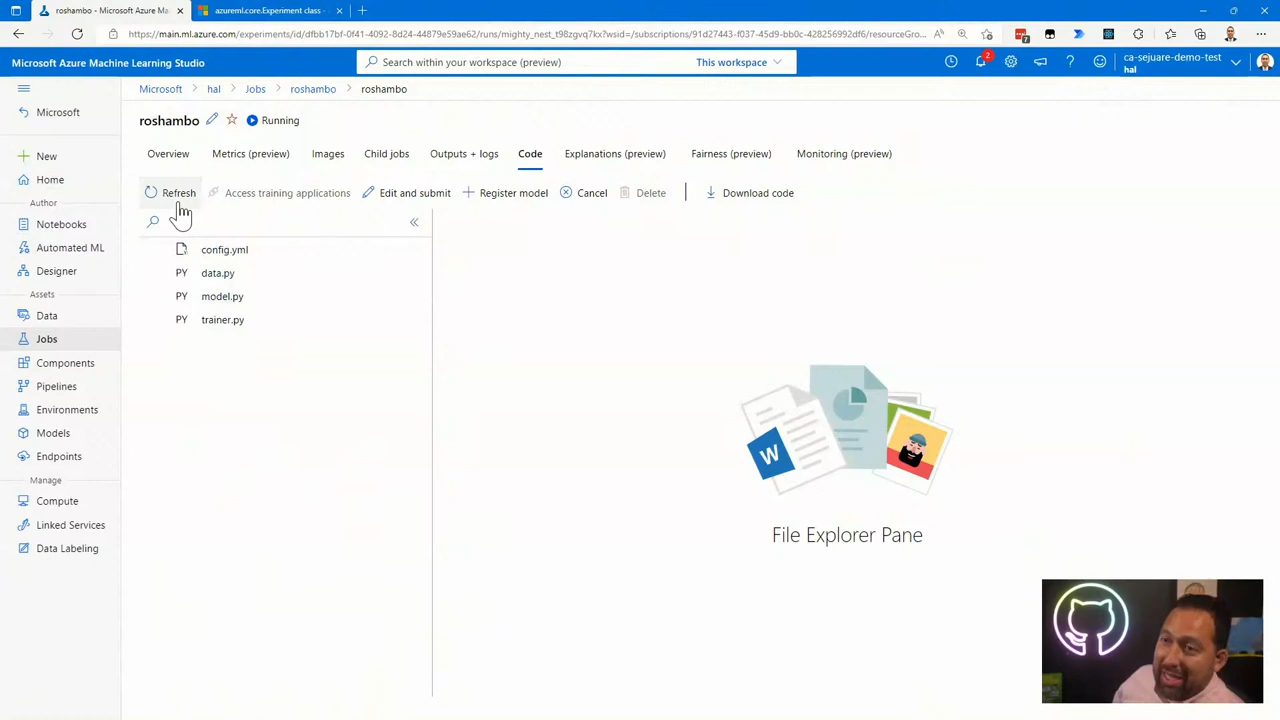 roshambo - Microsoft Azure Ma
azureml.core.Experiment class -
https://main.ml.azure.com/experiments/id/dfbb17bf-0f41-4092-8d24-44879e59ae62/runs/mighty_nest_t98zgvq7kx?wsid=/subscriptions/91d27443-f037-45d9-bb0c-428256992df6/resourceGro...
Microsoft Azure Machine Learning Studio
Search within your workspace (preview)
This workspace
2
ca-sejuare-demo-test
hal
Microsoft > hal > Jobs > roshambo > roshambo
Microsoft
roshambo
Running
New
Home
Author
Notebooks
Automated ML
Designer
Assets
Data
Jobs
Components
Pipelines
Environments
Models
Endpoints
Manage
Compute
Linked Services
Data Labeling
Overview
Metrics (preview)
Images
Child jobs
Outputs + logs
Code
Explanations (preview)
Fairness (preview)
Monitoring (preview)
Refresh
Access training applications
Edit and submit
Register model
Cancel
Delete
Download code
config.yml
PY data.py
PY model.py
PY trainer.py
W
File Explorer Pane